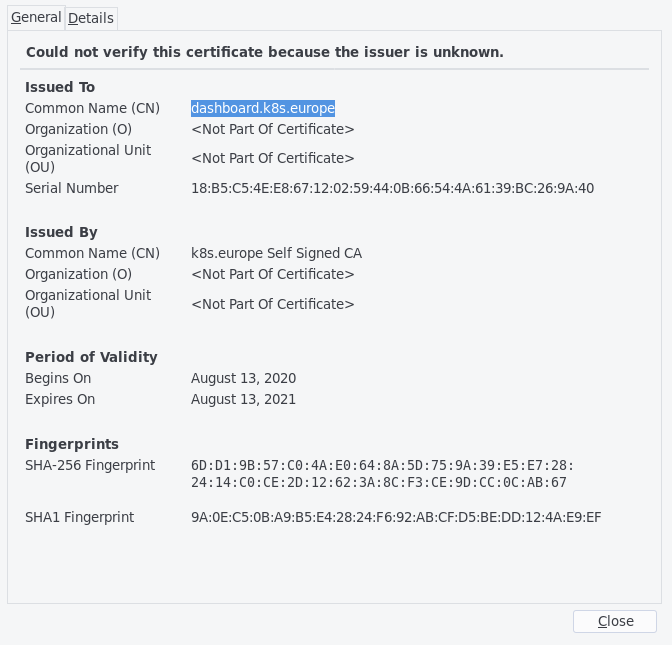 General
Details
Could not verify this certificate because the issuer is unknown.
Issued To
Common Name (CN) dashboard.k8s.europe
Organization (O) <Not Part Of Certificate>
Organizational Unit (OU) <Not Part Of Certificate>
Serial Number 18:B5:C5:4E:E8:67:12:02:59:44:0B:66:54:4A:61:39:BC:26:9A:40
Issued By
Common Name (CN) k8s.europe Self Signed CA
Organization (O) <Not Part Of Certificate>
Organizational Unit (OU) <Not Part Of Certificate>
Period of Validity
Begins On August 13, 2020
Expires On August 13, 2021
Fingerprints
SHA-256 Fingerprint 6D:D1:9B:57:C0:4A:E0:64:8A:5D:75:9A:39:E5:E7:28:
24:14:C0:CE:2D:12:62:3A:8C:F3:CE:9D:CC:0C:AB:67
SHA1 Fingerprint 9A:0E:C5:0B:A9:B5:E4:28:24:F6:92:AB:CF:D5:BE:DD:12:4A:E9:EF
Close